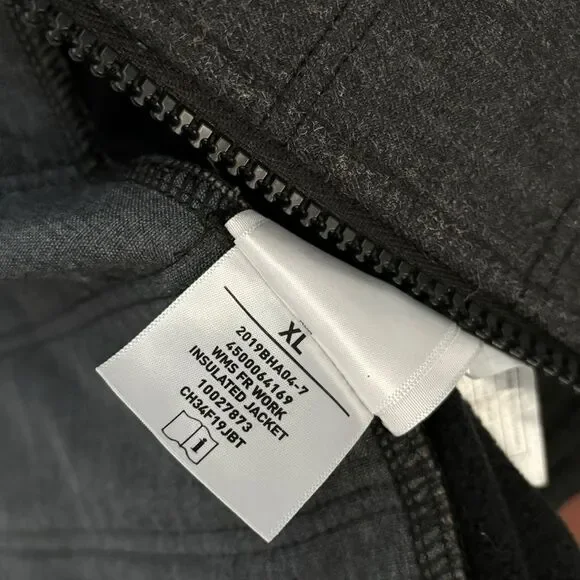 XL
2019BHA04-7
4500064169
WMS FR WORK
INSULATED JACKET
10027873
CH34F19JBT
i